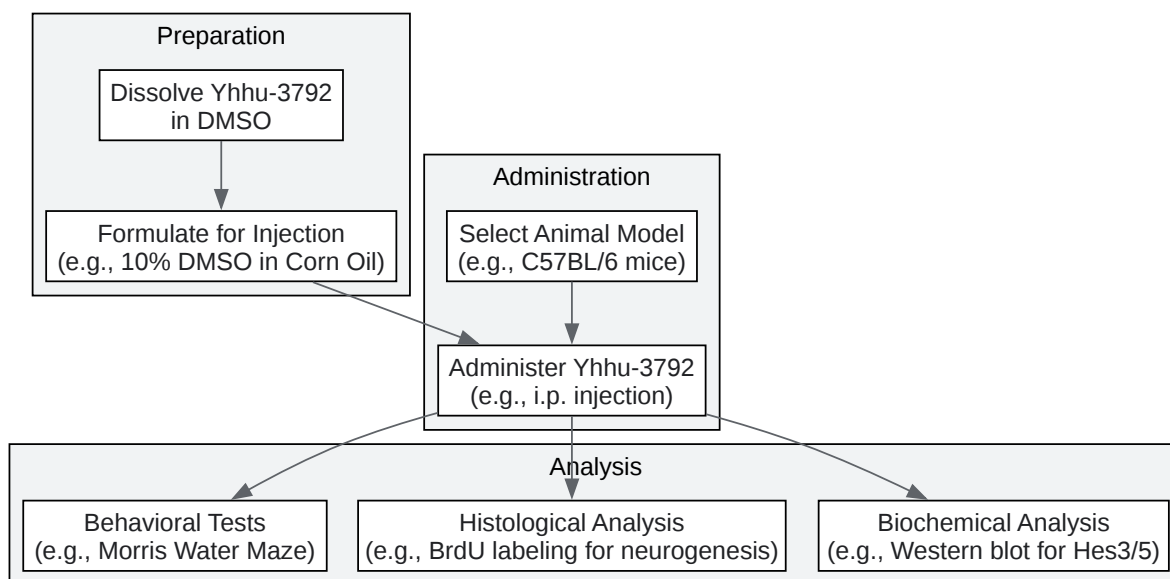 Preparation
Dissolve Yhhu-3792
in DMSO
Formulate for Injection
(e.g., 10% DMSO in Corn Oil)
Administration
Select Animal Model
(e.g., C57BL/6 mice)
Administer Yhhu-3792
(e.g., i.p. injection)
Analysis
Behavioral Tests
(e.g., Morris Water Maze)
Histological Analysis
(e.g., BrdU labeling for neurogenesis)
Biochemical Analysis
(e.g., Western blot for Hes3/5)